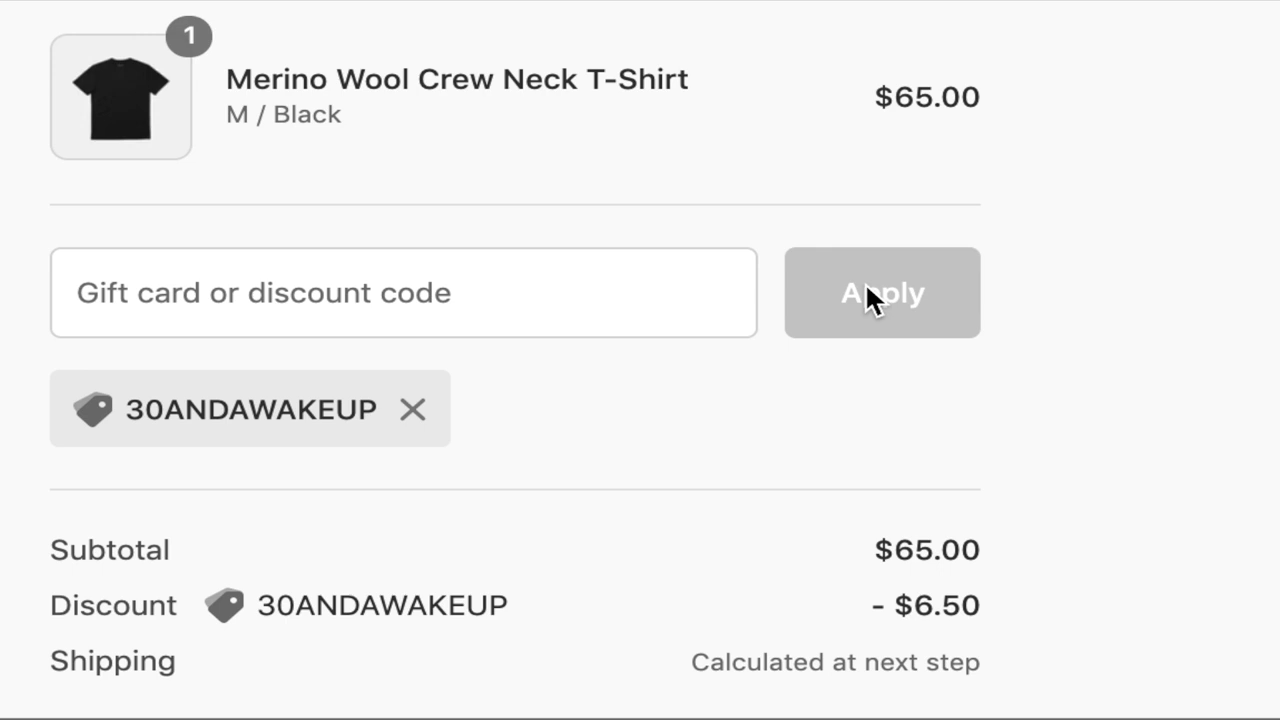 1
Merino Wool Crew Neck T-Shirt
M / Black
$65.00
Gift card or discount code
Apply
30ANDAWAKEUP
Subtotal $65.00
Discount 30ANDAWAKEUP - $6.50
Shipping Calculated at next step